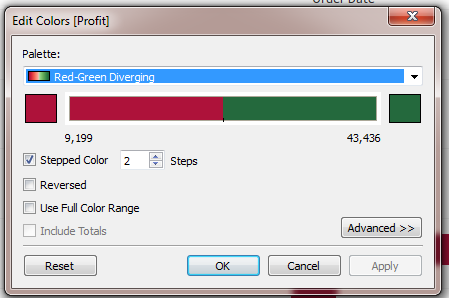 Order Date
Edit Colors [Profit]
Palette:
Red-Green Diverging
9,199 43,436
Stepped Color 2 Steps
Reversed
Use Full Color Range
Include Totals
Advanced >>
Reset OK Cancel Apply